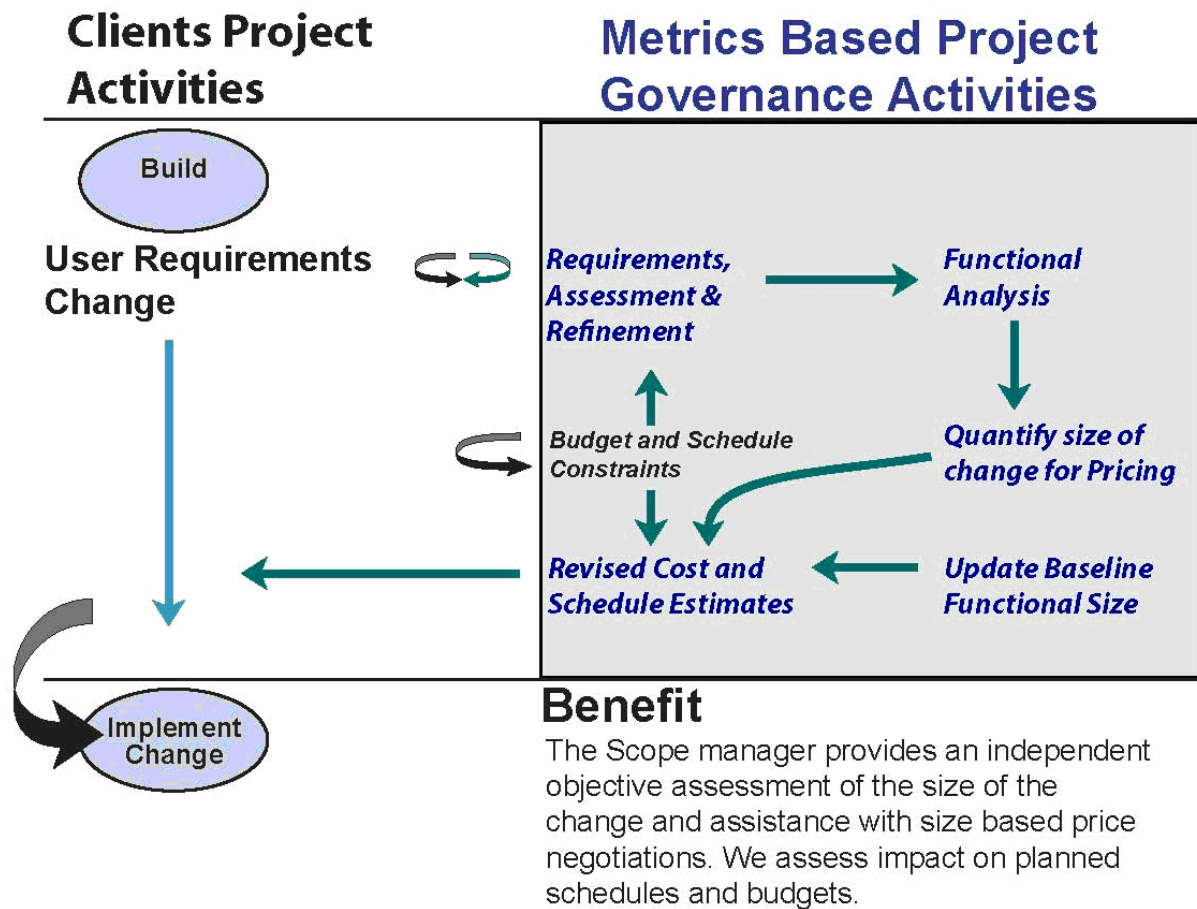 Clients Project
Activities
Metrics Based Project
Governance Activities
Build
User Requirements
Change
Requirements,
Assessment &
Refinement
Functional
Analysis
Budget and Schedule
Constraints
Quantify size of
change for Pricing
Revised Cost and
Schedule Estimates
Update Baseline
Functional Size
Implement
Change
Benefit
The Scope manager provides an independent
objective assessment of the size of the
change and assistance with size based price
negotiations. We assess impact on planned
schedules and budgets.